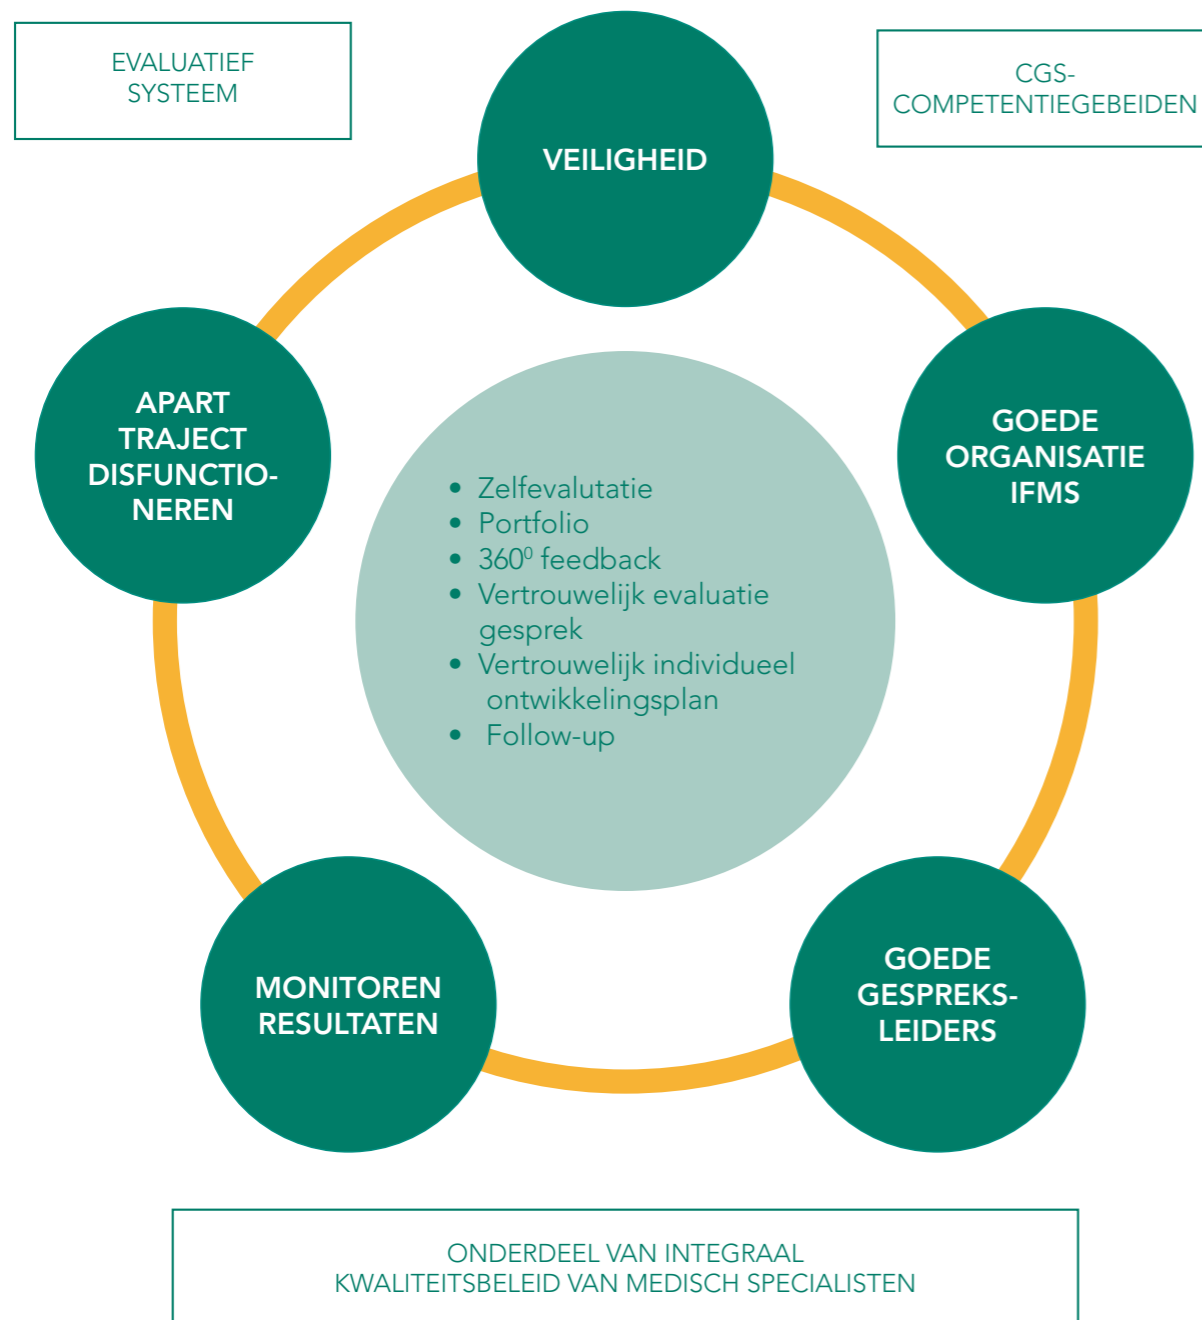 EVALUATIEF
SYSTEEM
CGS-
COMPETENTIEGEBEIDEN
VEILIGHEID
APART
TRAJECT
DISFUNCTIO-
NEREN
GOEDE
ORGANISATIE
IFMS
• Zelfevalutatie
• Portfolio
• 360⁰ feedback
• Vertrouwelijk evaluatie
gesprek
• Vertrouwelijk individueel
ontwikkelingsplan
• Follow-up
MONITOREN
RESULTATEN
GOEDE
GESPREKS-
LEIDERS
ONDERDEEL VAN INTEGRAAL
KWALITEITSBELEID VAN MEDISCH SPECIALISTEN